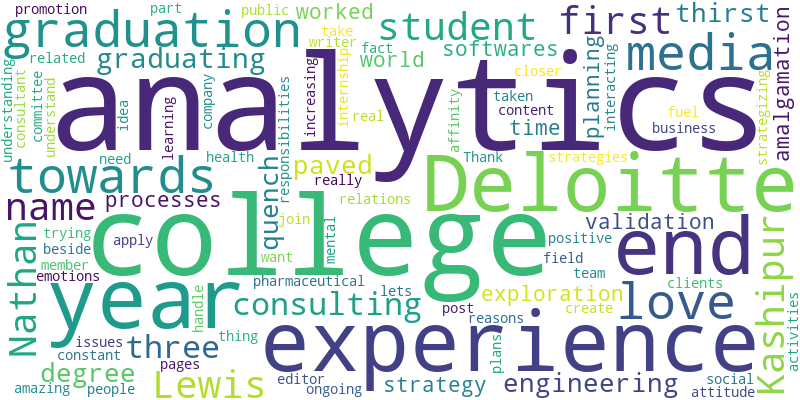 promotion part public worked first thirst
graduation student softwares media
related writer take
graduating fact world
analytics
understanding consultant committee understand
idea learning company responsibilities increasing internship real
closer taken content time business
planning interacting fuel strategizing amalgamation
affinity Thank strategies
need health really
towards quench paved Deloitte
name processes relations validation
college
join want mental
trying apply positive field team end
beside member emotions
Nathan year
pharmaceutical lets exploration create clients
handle consulting post reasons love Kashipur activities
issues three thing
constant pages plans
degree Lewis experience
amazing people editor ongoing strategy engineering social attitude